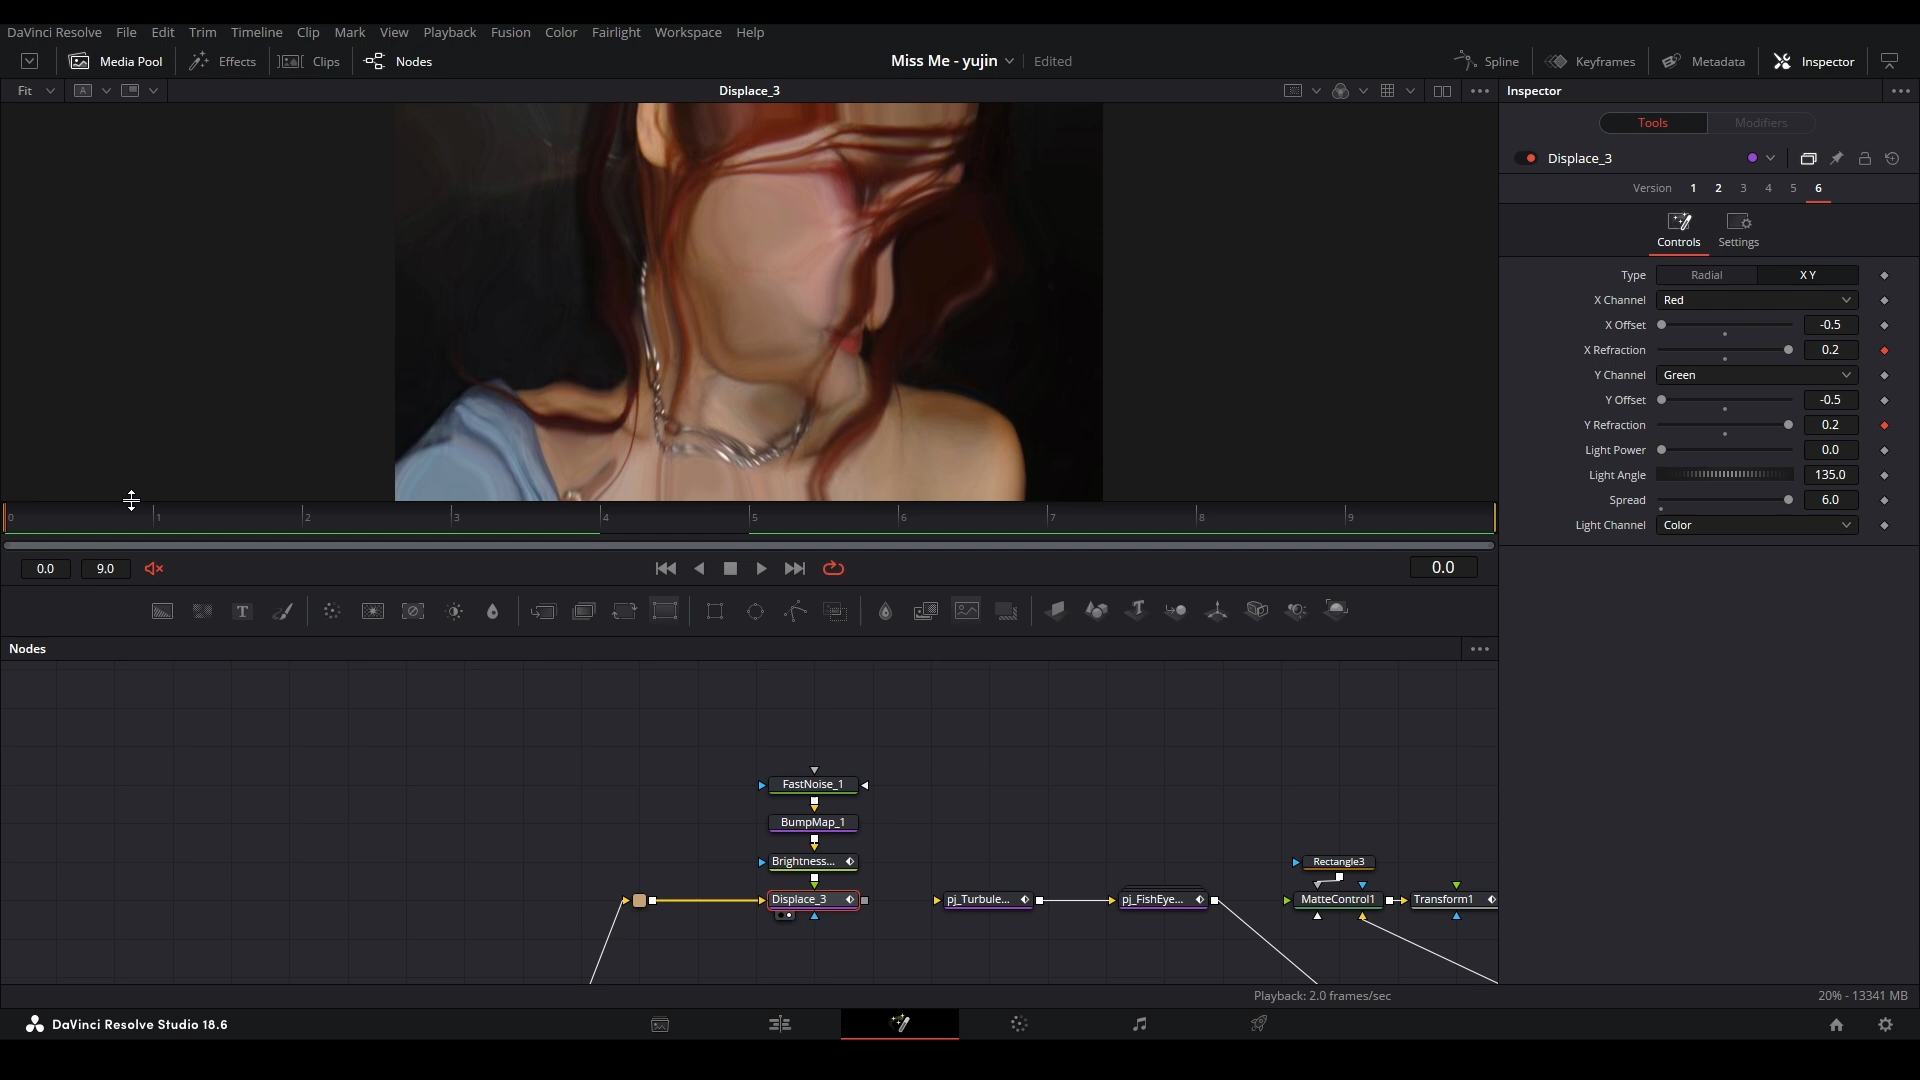 DaVinci Resolve File Edit Trim Timeline Clip Mark View Playback Fusion Color Fairlight Workspace Help
Media Pool Effects Clips Nodes Miss Me - yujin Edited Spline Keyframes Metadata Inspector
Fit A Displace_3 Inspector
Tools Modifiers
Displace_3
Version 1 2 3 4 5 6
Controls Settings
Type Radial X Y
X Channel Red
X Offset -0.5
X Refraction 0.2
Y Channel Green
Y Offset -0.5
Y Refraction 0.2
Light Power 0.0
Light Angle 135.0
Spread 6.0
Light Channel Color
0 1 2 3 4 5 6 7 8 9
0.0 9.0 0.0
T
Nodes
FastNoise_1
BumpMap_1
Brightness...
Rectangle3
Displace_3 pj_Turbule... pj_FishEye... MatteControl1 Transform1
Playback: 2.0 frames/sec 20% - 13341 MB
DaVinci Resolve Studio 18.6